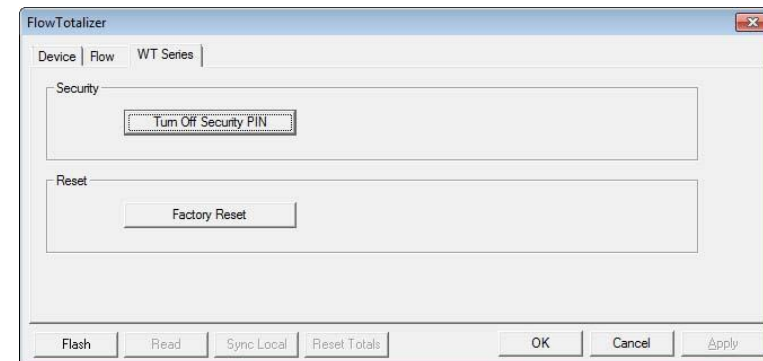 FlowTotalizer
Device Flow WT Series
Security
Turn Off Security PIN
Reset
Factory Reset
Flash Read Sync Local Reset Totals OK Cancel Apply